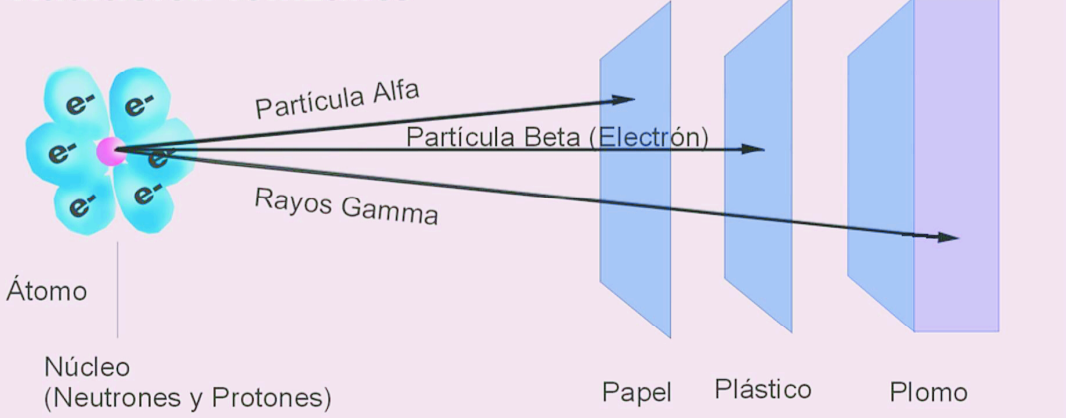 e-
e-
e-
e-
e-
e-
Partícula Alfa
Partícula Beta (Electrón)
Rayos Gamma
Átomo
Núcleo
(Neutrones y Protones)
Papel
Plástico
Plomo